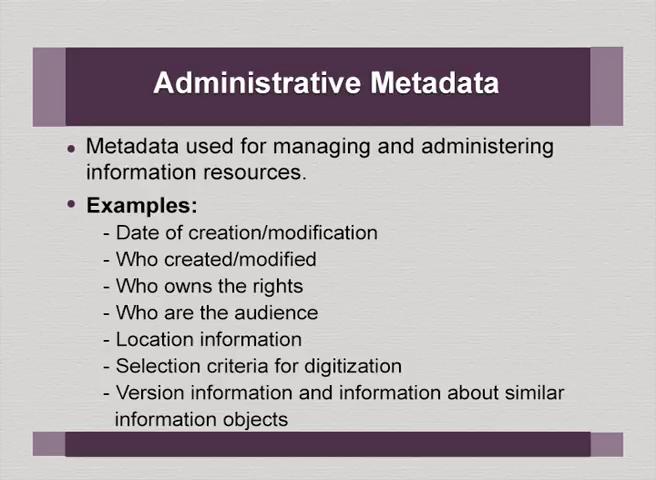 Administrative Metadata
• Metadata used for managing and administering
information resources.
• Examples:
- Date of creation/modification
- Who created/modified
- Who owns the rights
- Who are the audience
- Location information
- Selection criteria for digitization
- Version information and information about similar
information objects